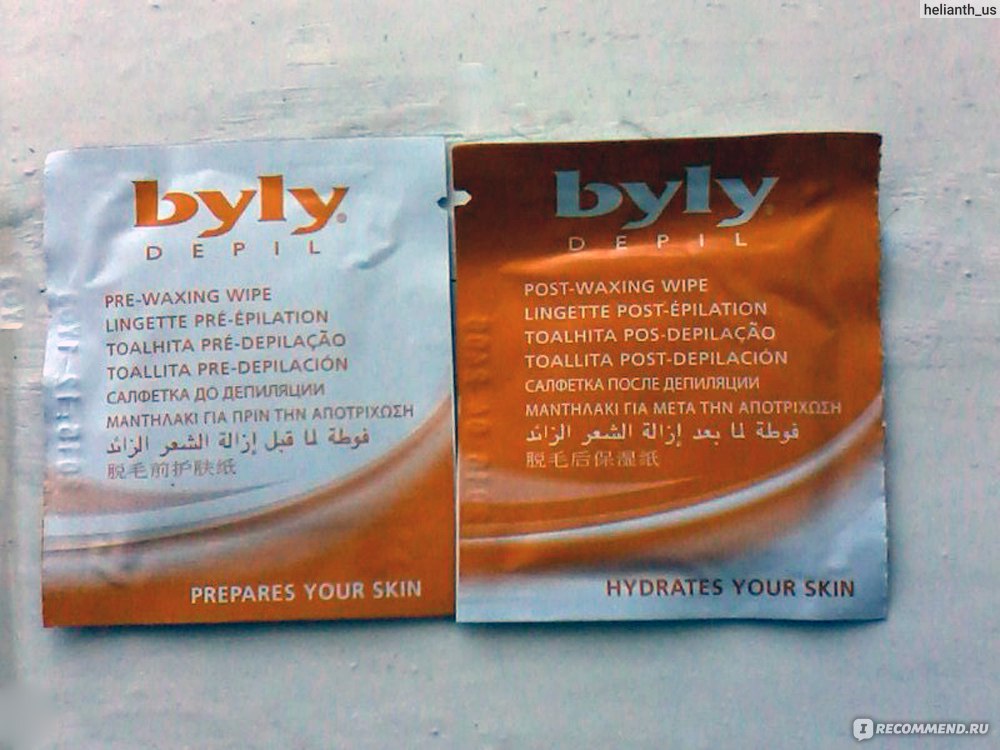 helianth_us
byly®
DEPIL
PRE-WAXING WIPE
LINGETTE PRÉ-ÉPILATION
TOALHITA PRÉ-DEPILAÇÃO
TOALLITA PRE-DEPILACIÓN
САЛФЕТКА ДО ДЕПИЛЯЦИИ
ΜΑΝΤΗΛΑΚΙ ΓΙΑ ΠΡΙΝ ΤΗΝ ΑΠΟΤΡΙΧΩΣΗ
فوطة لما قبل إزالة الشعر الزائد
脱毛前护肤纸
PREPARES YOUR SKIN
byly®
DEPIL
POST-WAXING WIPE
LINGETTE POST-ÉPILATION
TOALHITA POS-DEPILAÇÃO
TOALLITA POST-DEPILACIÓN
САЛФЕТКА ПОСЛЕ ДЕПИЛЯЦИИ
ΜΑΝΤΗΛΑΚΙ ΓΙΑ ΜΕΤΑ ΤΗΝ ΑΠΟΤΡΙΧΩΣΗ
فوطة لما بعد إزالة الشعر الزائد
脱毛后保湿纸
HYDRATES YOUR SKIN
IRECOMMEND.RU